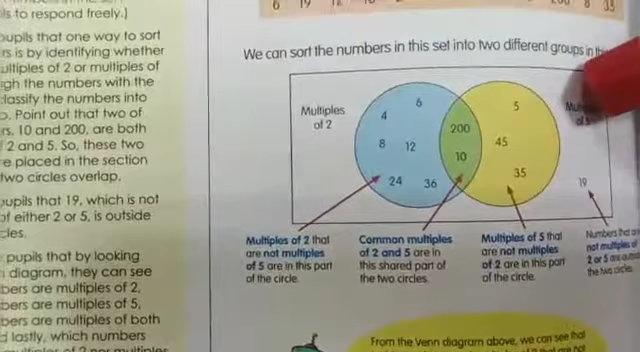 ls to respond freely.)
pupils that one way to sort
rs is by identifying whether
ultiples of 2 or multiples of
gh the numbers with the
lassify the numbers into
o. Point out that two of
rs, 10 and 200, are both
2 and 5. So, these two
e placed in the section
two circles overlap.
pupils that 19, which is not
of either 2 or 5, is outside
cles.
pupils that by looking
diagram, they can see
bers are multiples of 2,
bers are multiples of 5,
bers are multiples of both
d lastly, which numbers
6 19 8 35
We can sort the numbers in this set into two different groups in
Multiples
of 2
4 6
8 12
24 36
200
10
5
45
35
19
Multiples of 2 that
are not multiples
of 5 are in this part
of the circle.
Common multiples
of 2 and 5 are in
this shared part of
the two circles.
Multiples of 5 that
are not multiples
of 2 are in this part
of the circle.
Numbers that
not multiples of
2 or 5 are
the two circles.
From the Venn diagram above, we can see that